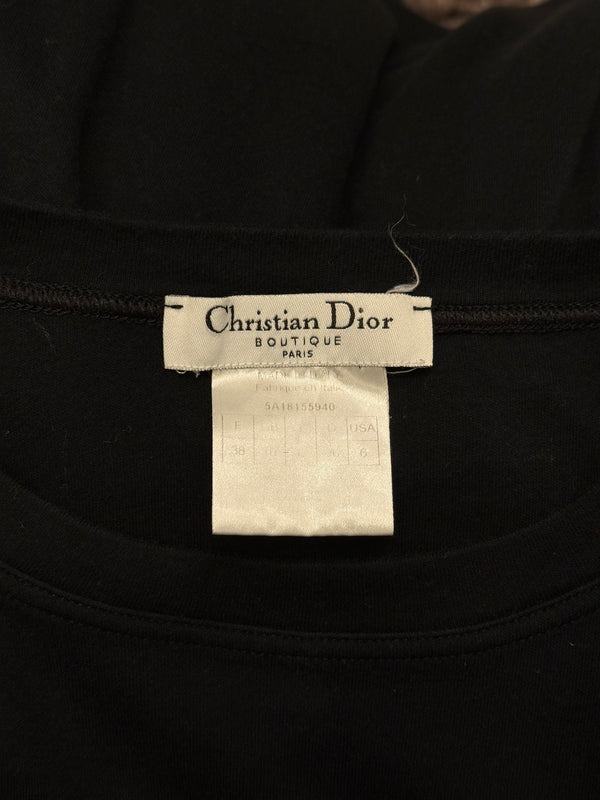 Christian Dior
BOUTIQUE
PARIS
Fabriqué en Italie
5A18155940
F USA
38 6